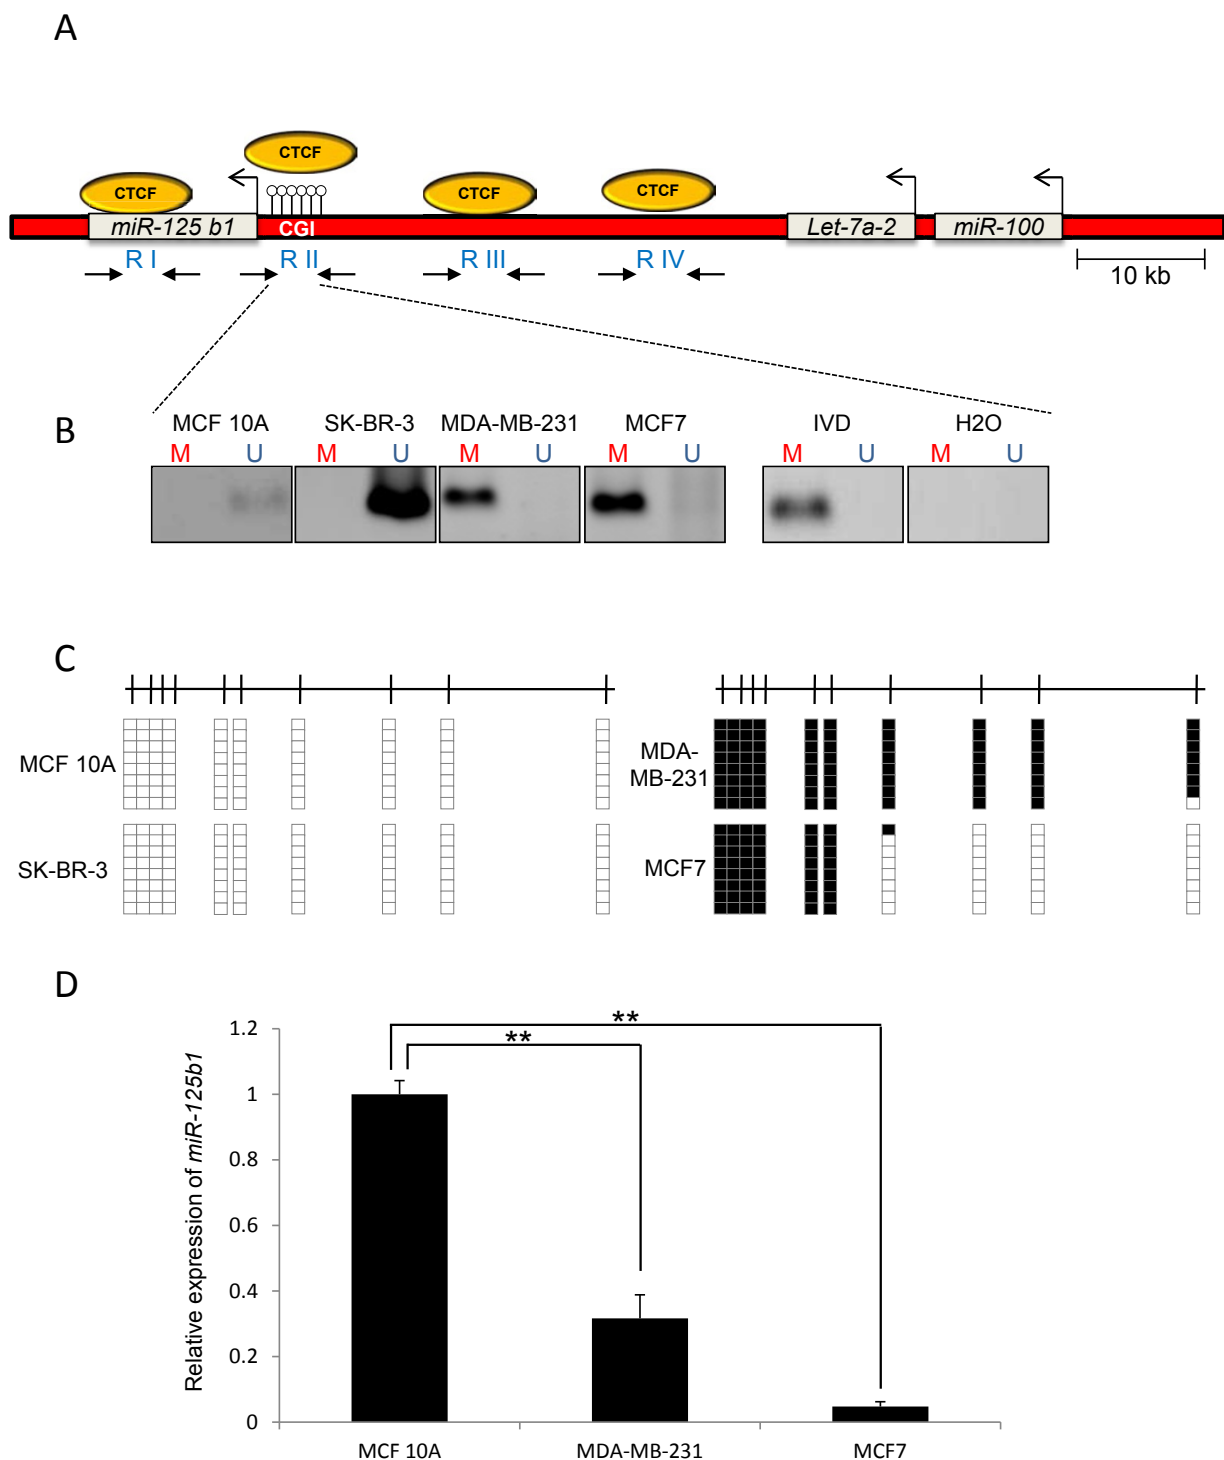 A
CTCF
CTCF
CTCF
CTCF
miR-125 b1
CGI
Let-7a-2
miR-100
R I
R II
R III
R IV
10 kb
B
MCF 10A
SK-BR-3
MDA-MB-231
MCF7
IVD
H2O
M U
M U
M U
M U
M U
M U
C
MCF 10A
MDA-
MB-231
SK-BR-3
MCF7
D
Relative expression of miR-125b1
1.2
1
0.8
0.6
0.4
0.2
0
**
**
MCF 10A
MDA-MB-231
MCF7